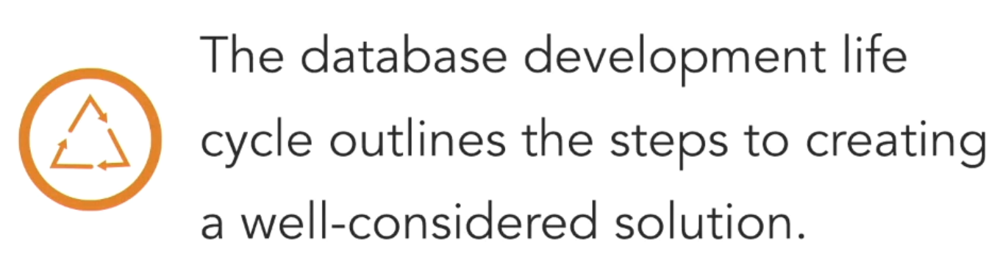 The database development life
cycle outlines the steps to creating
a well-considered solution.